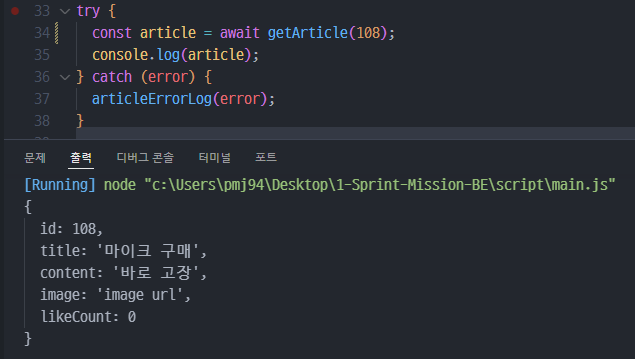 33 try {
34 const article = await getArticle(108);
35 console.log(article);
36 } catch (error) {
37 articleErrorLog(error);
38 }
문제 출력 디버그 콘솔 터미널 포트
[Running] node "c:\Users\pmj94\Desktop\1-Sprint-Mission-BE\script\main.js"
{
id: 108,
title: '마이크 구매',
content: '바로 고장',
image: 'image url',
likeCount: 0
}